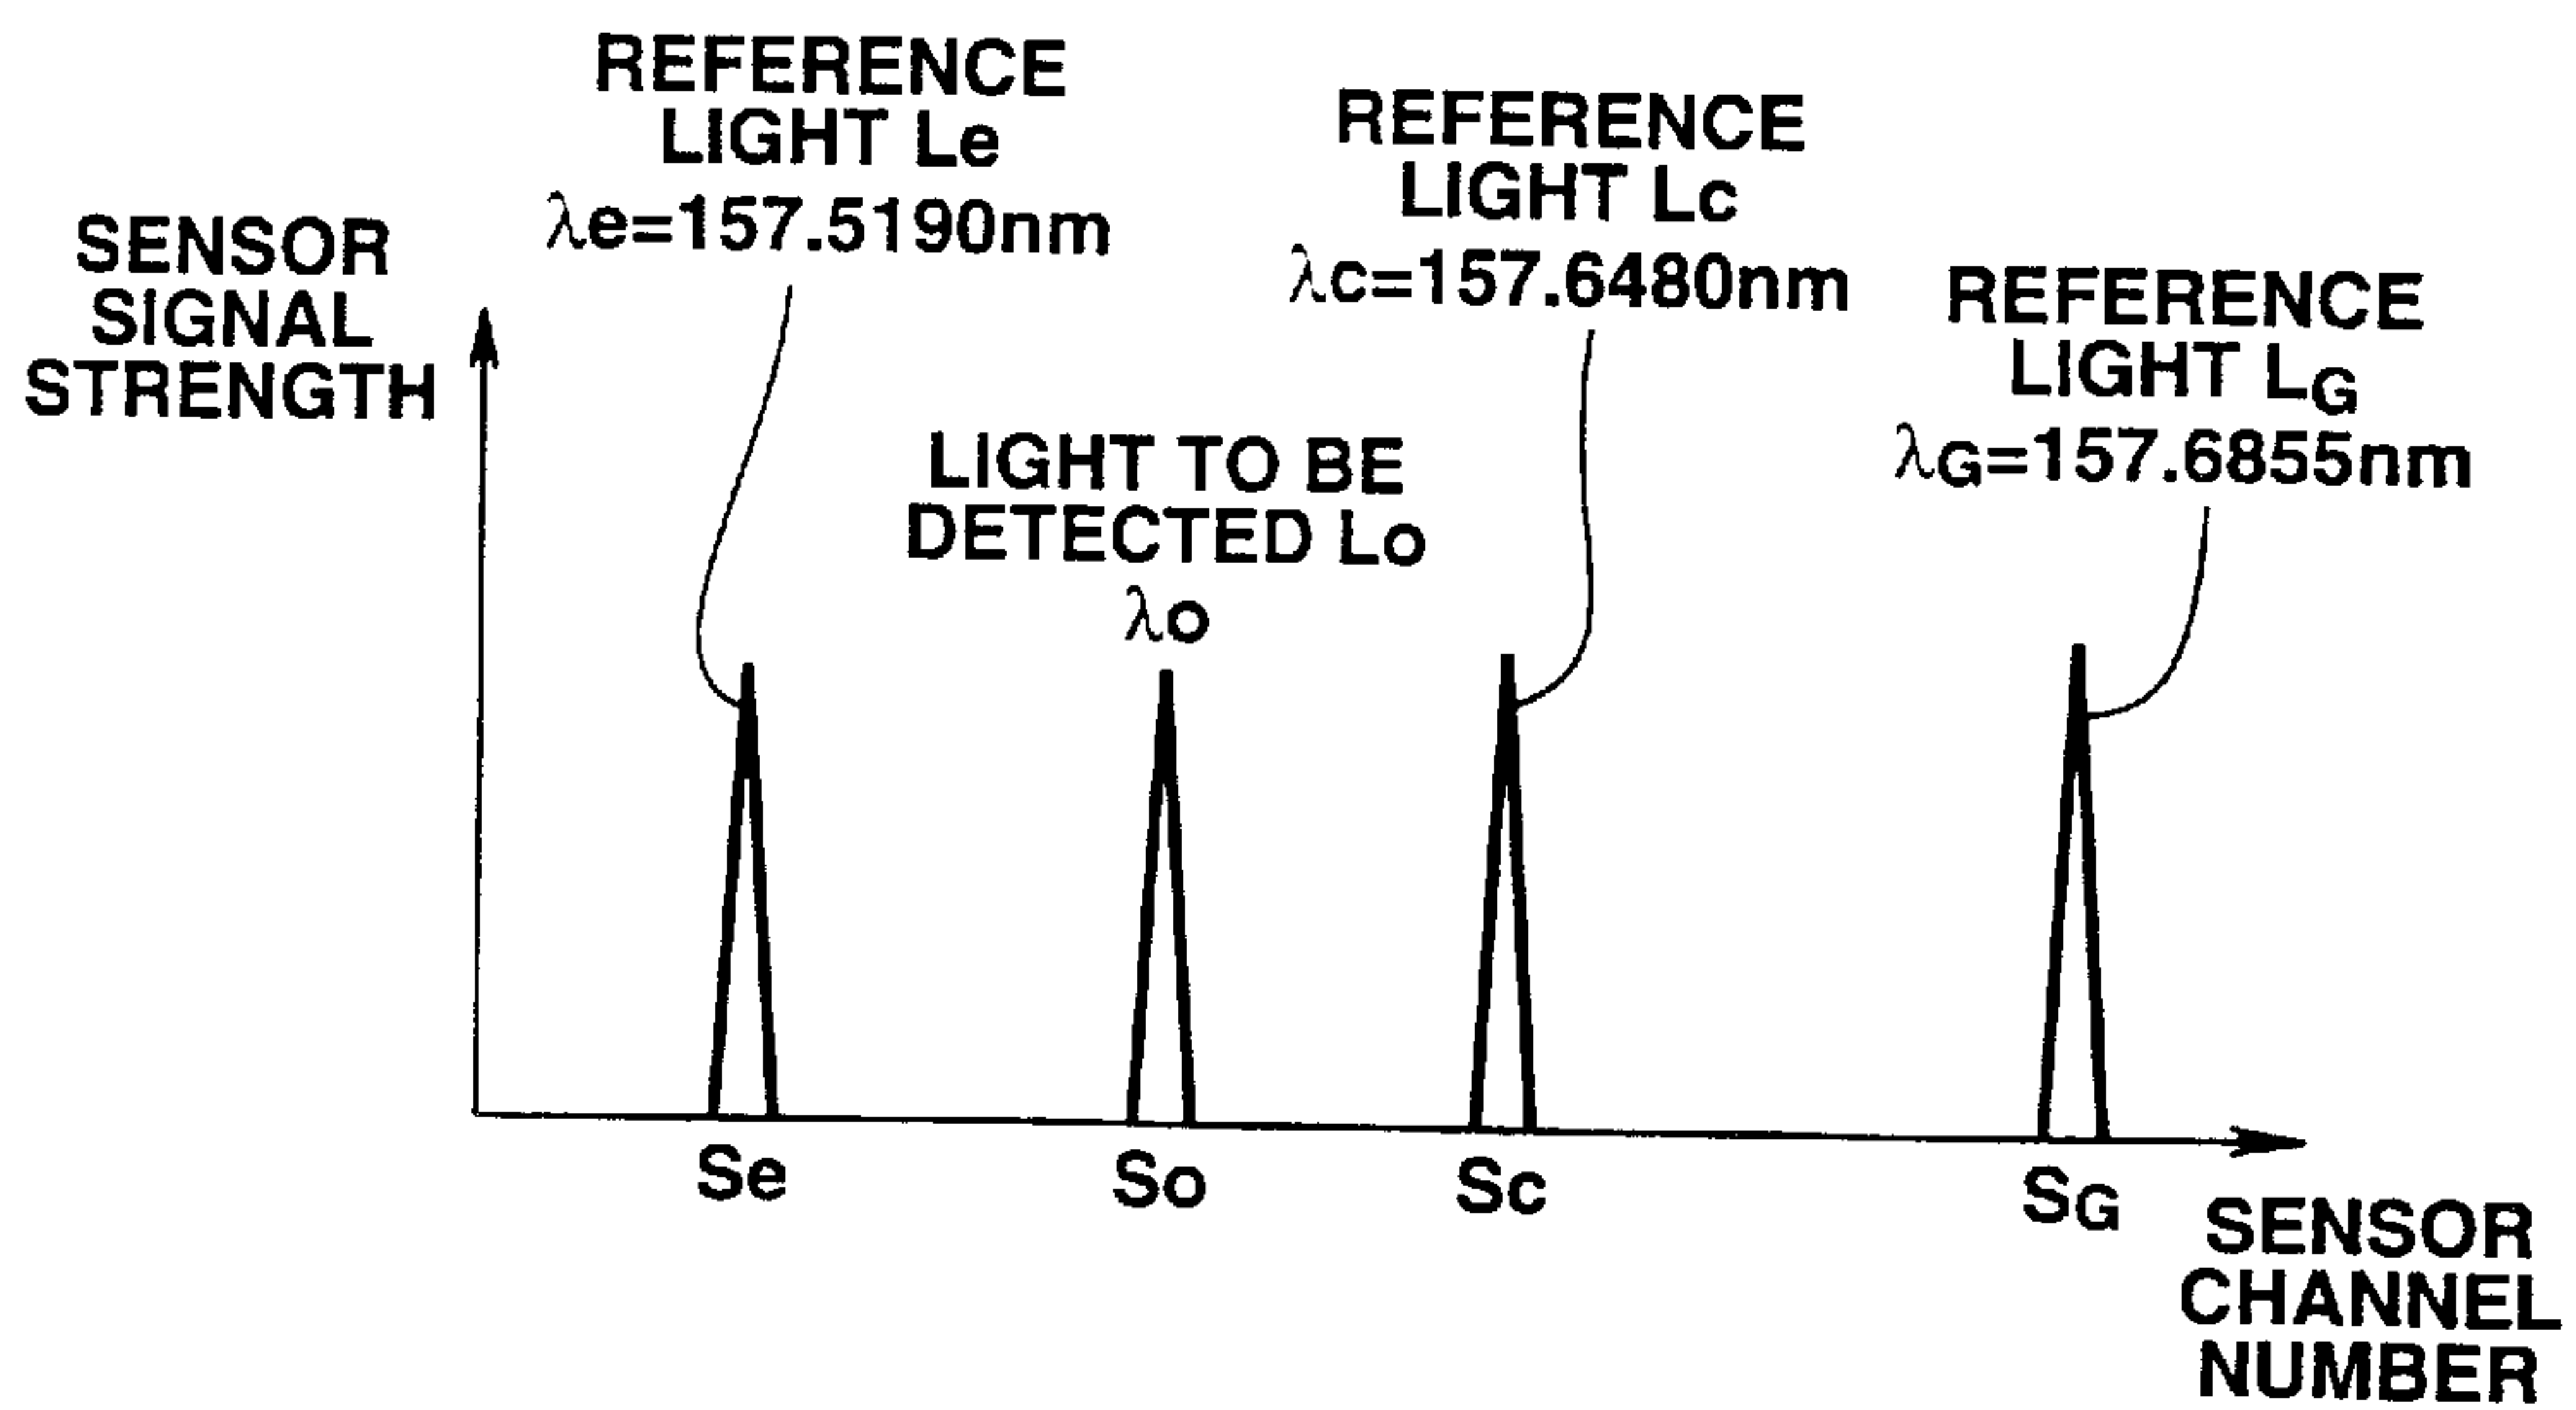 REFERENCE
LIGHT Le
λe=157.5190nm
REFERENCE
LIGHT Lc
λc=157.6480nm
REFERENCE
LIGHT LG
λG=157.6855nm
SENSOR
SIGNAL
STRENGTH
LIGHT TO BE
DETECTED Lo
λo
Se
So
Sc
SG
SENSOR
CHANNEL
NUMBER